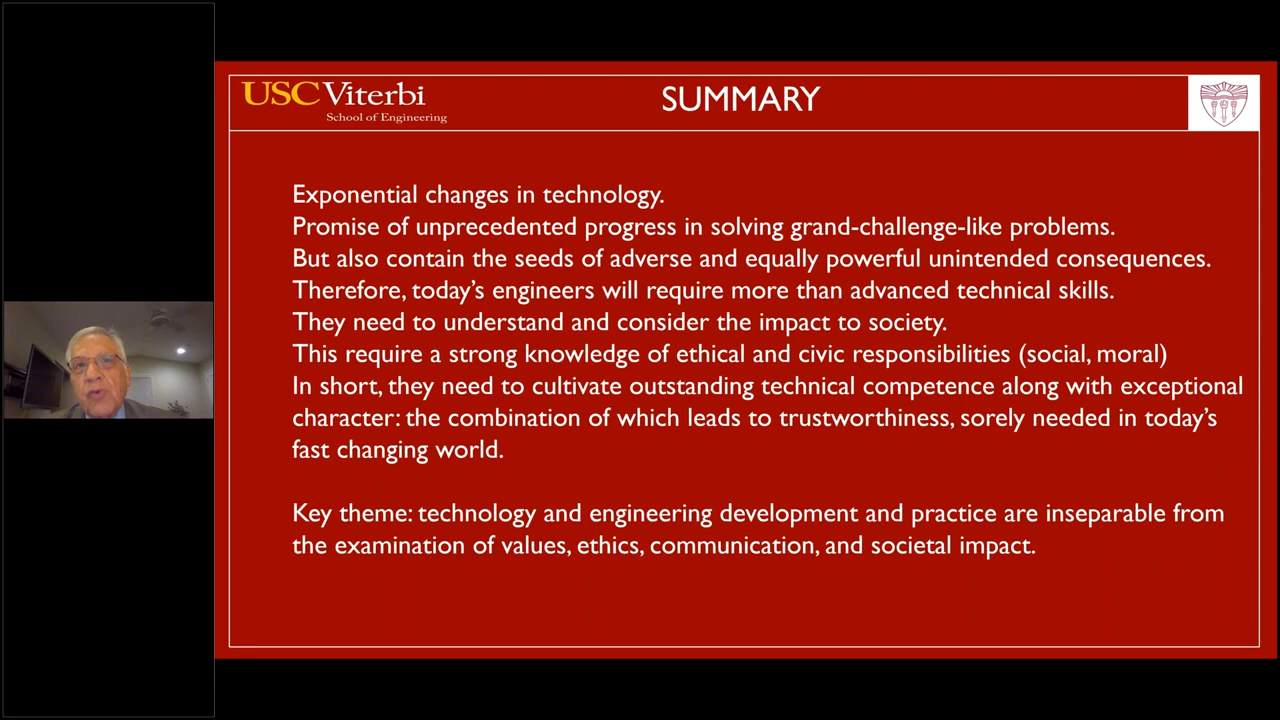 USC Viterbi
School of Engineering
SUMMARY
Exponential changes in technology.
Promise of unprecedented progress in solving grand-challenge-like problems.
But also contain the seeds of adverse and equally powerful unintended consequences.
Therefore, today's engineers will require more than advanced technical skills.
They need to understand and consider the impact to society.
This require a strong knowledge of ethical and civic responsibilities (social, moral)
In short, they need to cultivate outstanding technical competence along with exceptional
character: the combination of which leads to trustworthiness, sorely needed in today's
fast changing world.
Key theme: technology and engineering development and practice are inseparable from
the examination of values, ethics, communication, and societal impact.